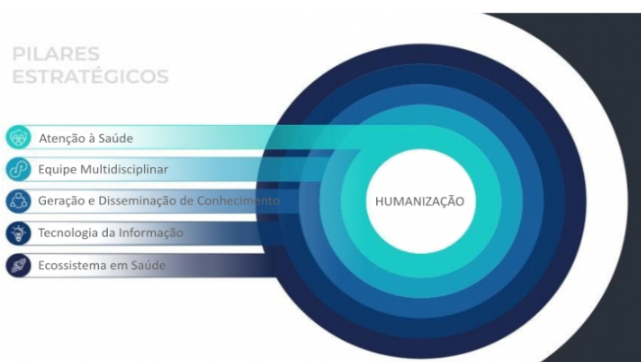 PILARES
ESTRATÉGICOS
Atenção à Saúde
Equipe Multidisciplinar
Geração e Disseminação de Conhecimento
HUMANIZAÇÃO
Tecnologia da Informação
Ecossistema em Saúde